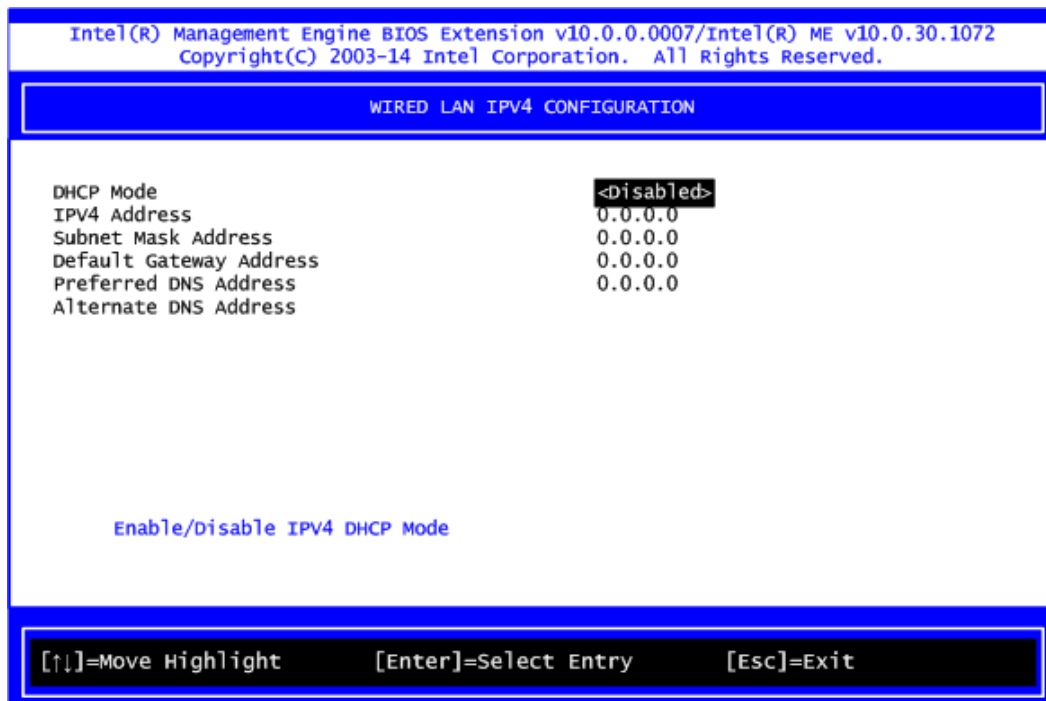 Intel(R) Management Engine BIOS Extension v10.0.0.0007/Intel(R) ME v10.0.30.1072
Copyright(C) 2003-14 Intel Corporation. All Rights Reserved.
WIRED LAN IPV4 CONFIGURATION
DHCP Mode <Disabled>
IPV4 Address 0.0.0.0
Subnet Mask Address 0.0.0.0
Default Gateway Address 0.0.0.0
Preferred DNS Address 0.0.0.0
Alternate DNS Address
Enable/Disable IPV4 DHCP Mode
[↑↓]=Move Highlight [Enter]=Select Entry [Esc]=Exit